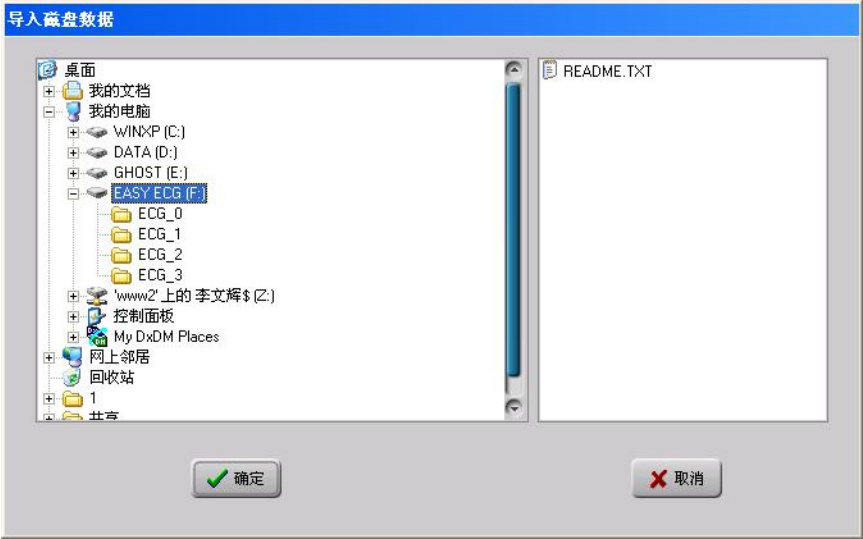 导入磁盘数据
桌面
我的文档
我的电脑
WINXP (C:)
DATA (D:)
GHOST (E:)
EASY ECG (F:)
ECG_0
ECG_1
ECG_2
ECG_3
'www2' 上的 李文辉$ (Z:)
控制面板
My DxDM Places
网上邻居
回收站
1
共享
README.TXT
确定
取消